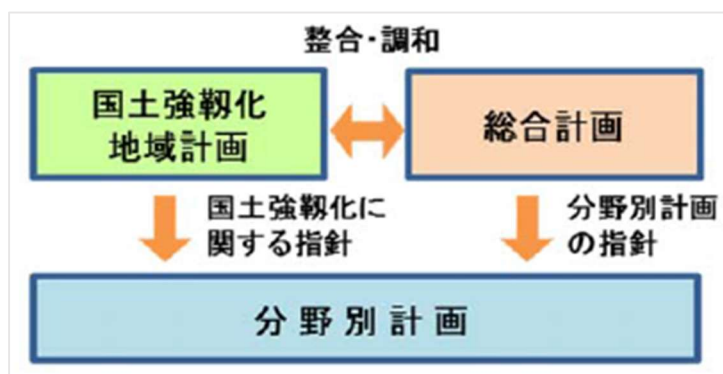 整合・調和
国土強靱化
地域計画
総合計画
国土強靱化に
関する指針
分野別計画
の指針
分野別計画